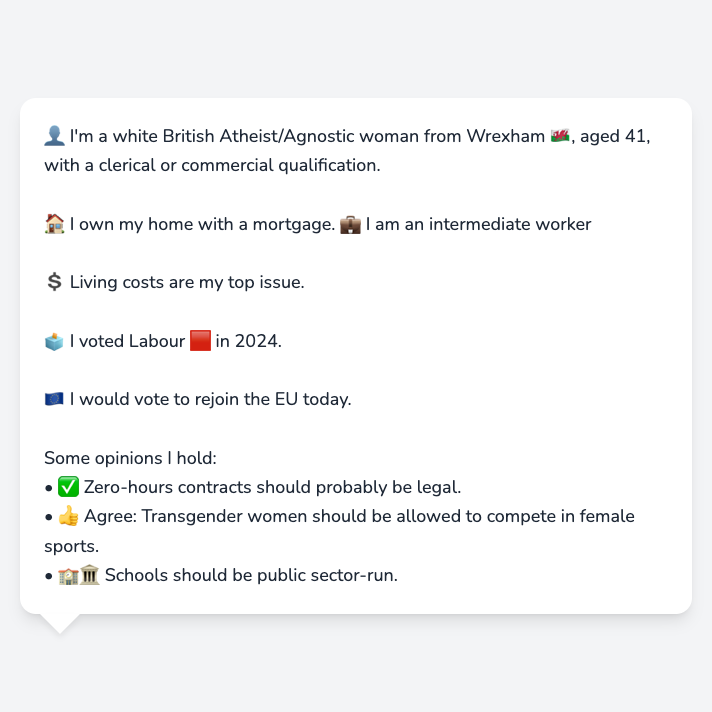 👤 I'm a white British Atheist/Agnostic woman from Wrexham 🏴󠁧󠁢󠁷󠁬󠁳󠁿, aged 41,
with a clerical or commercial qualification.
🏠 I own my home with a mortgage. 💼 I am an intermediate worker
💲 Living costs are my top issue.
🗳️ I voted Labour 🟥 in 2024.
🇪🇺 I would vote to rejoin the EU today.
Some opinions I hold:
• ✅ Zero-hours contracts should probably be legal.
• 👍 Agree: Transgender women should be allowed to compete in female
sports.
• 🏫🏛️ Schools should be public sector-run.